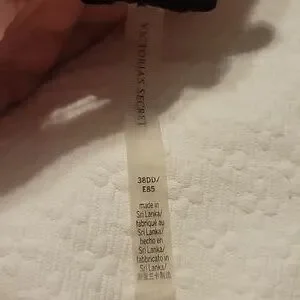 VICTORIA'S SECRET
38DD/
E85
made in
Sri Lanka/
fabriqué au
Sri Lanka/
hecho en
Sri Lanka/
fabbricato in
Sri Lanka/